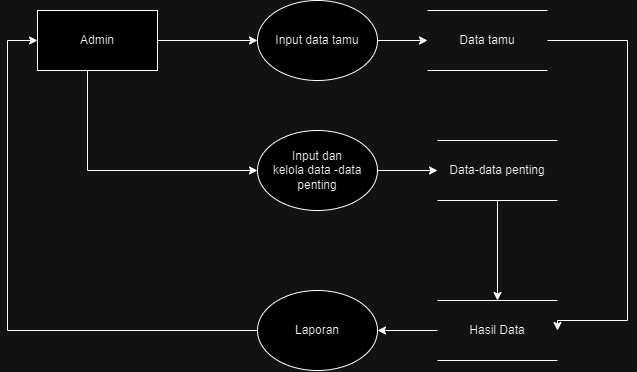 Admin
Input data tamu
Data tamu
Input dan
kelola data -data
penting
Data-data penting
Laporan
Hasil Data